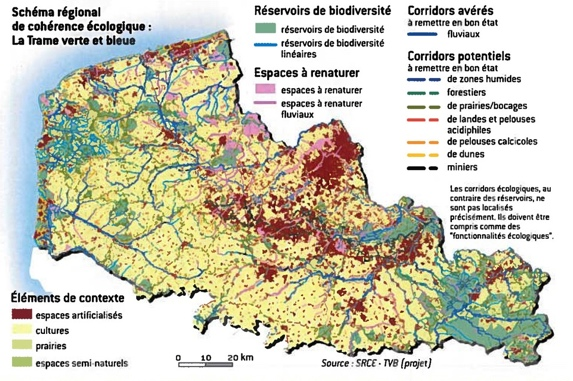 Schéma régional
de cohérence écologique :
La Trame verte et bleue
Réservoirs de biodiversité
réservoirs de biodiversité
réservoirs de biodiversité
linéaires
Espaces à renaturer
espaces à renaturer
espaces à renaturer
fluviaux
Corridors avérés
à remettre en bon état
fluviaux
Corridors potentiels
à remettre en bon état
de zones humides
forestiers
de prairies/bocages
de landes et pelouses
acidiphiles
de pelouses calcicoles
de dunes
miniers
Les corridors écologiques, au
contraire des réservoirs, ne
sont pas localisés
précisément. Ils doivent être
compris comme des
"fonctionnalités écologiques".
Éléments de contexte
espaces artificialisés
cultures
prairies
espaces semi-naturels
0 10 20 km
Source : SRCE - TVB (projet)